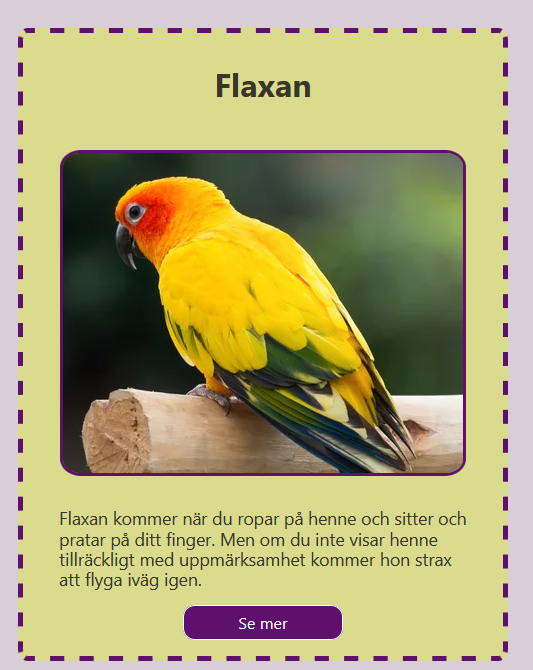 Flaxan
Flaxan kommer när du ropar på henne och sitter och
pratar på ditt finger. Men om du inte visar henne
tillräckligt med uppmärksamhet kommer hon strax
att flyga iväg igen.
Se mer